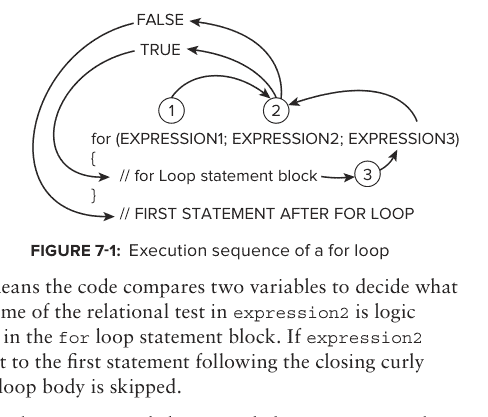 FALSE
TRUE
1 2
for (EXPRESSION1; EXPRESSION2; EXPRESSION3)
{
// for Loop statement block 3
}
// FIRST STATEMENT AFTER FOR LOOP
FIGURE 7-1: Execution sequence of a for loop
means the code compares two variables to decide what
me of the relational test in expression2 is logic
in the for loop statement block. If expression2
t to the first statement following the closing curly
loop body is skipped.